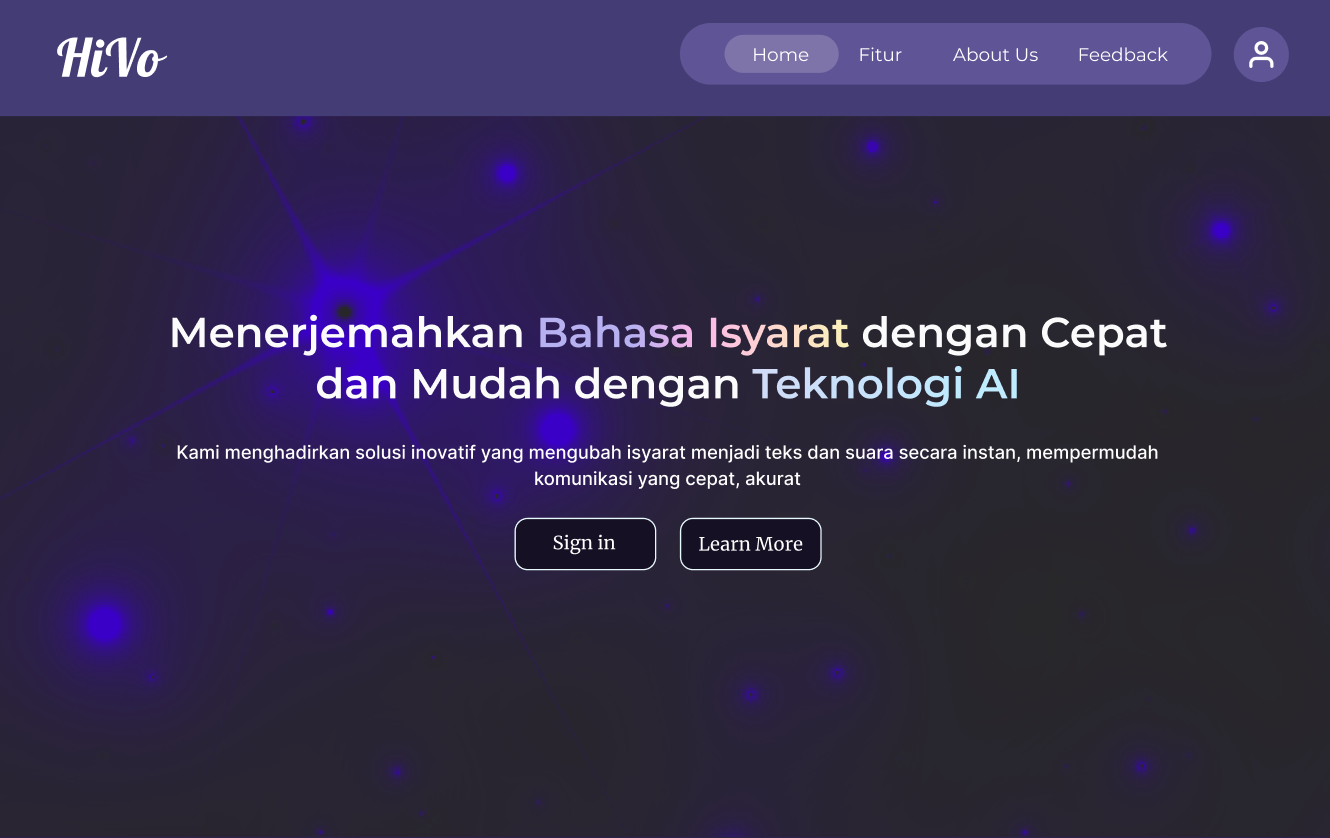 HiVo
Home Fitur About Us Feedback
Menerjemahkan Bahasa Isyarat dengan Cepat
dan Mudah dengan Teknologi AI
Kami menghadirkan solusi inovatif yang mengubah isyarat menjadi teks dan suara secara instan, mempermudah
komunikasi yang cepat, akurat
Sign in Learn More